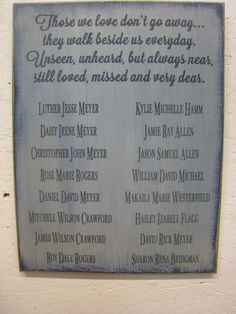 Those we love don't go away...
they walk beside us everyday.
Unseen, unheard, but always near,
still loved, missed and very dear.
Luther Jesse Meyer
Kylie Michelle Hamm
Daisy Irene Meyer
Jamie Ray Allen
Christopher John Meyer
Jason Samuel Allen
Rose Marie Rogers
William David Michael
Daniel David Meyer
Makaila Marie Westerfield
Mitchell Wilson Crawford
Hailey Izabell Flagg
James Wilson Crawford
David Rick Meyer
Roy Dale Rogers
Sharon Rena Bridgman